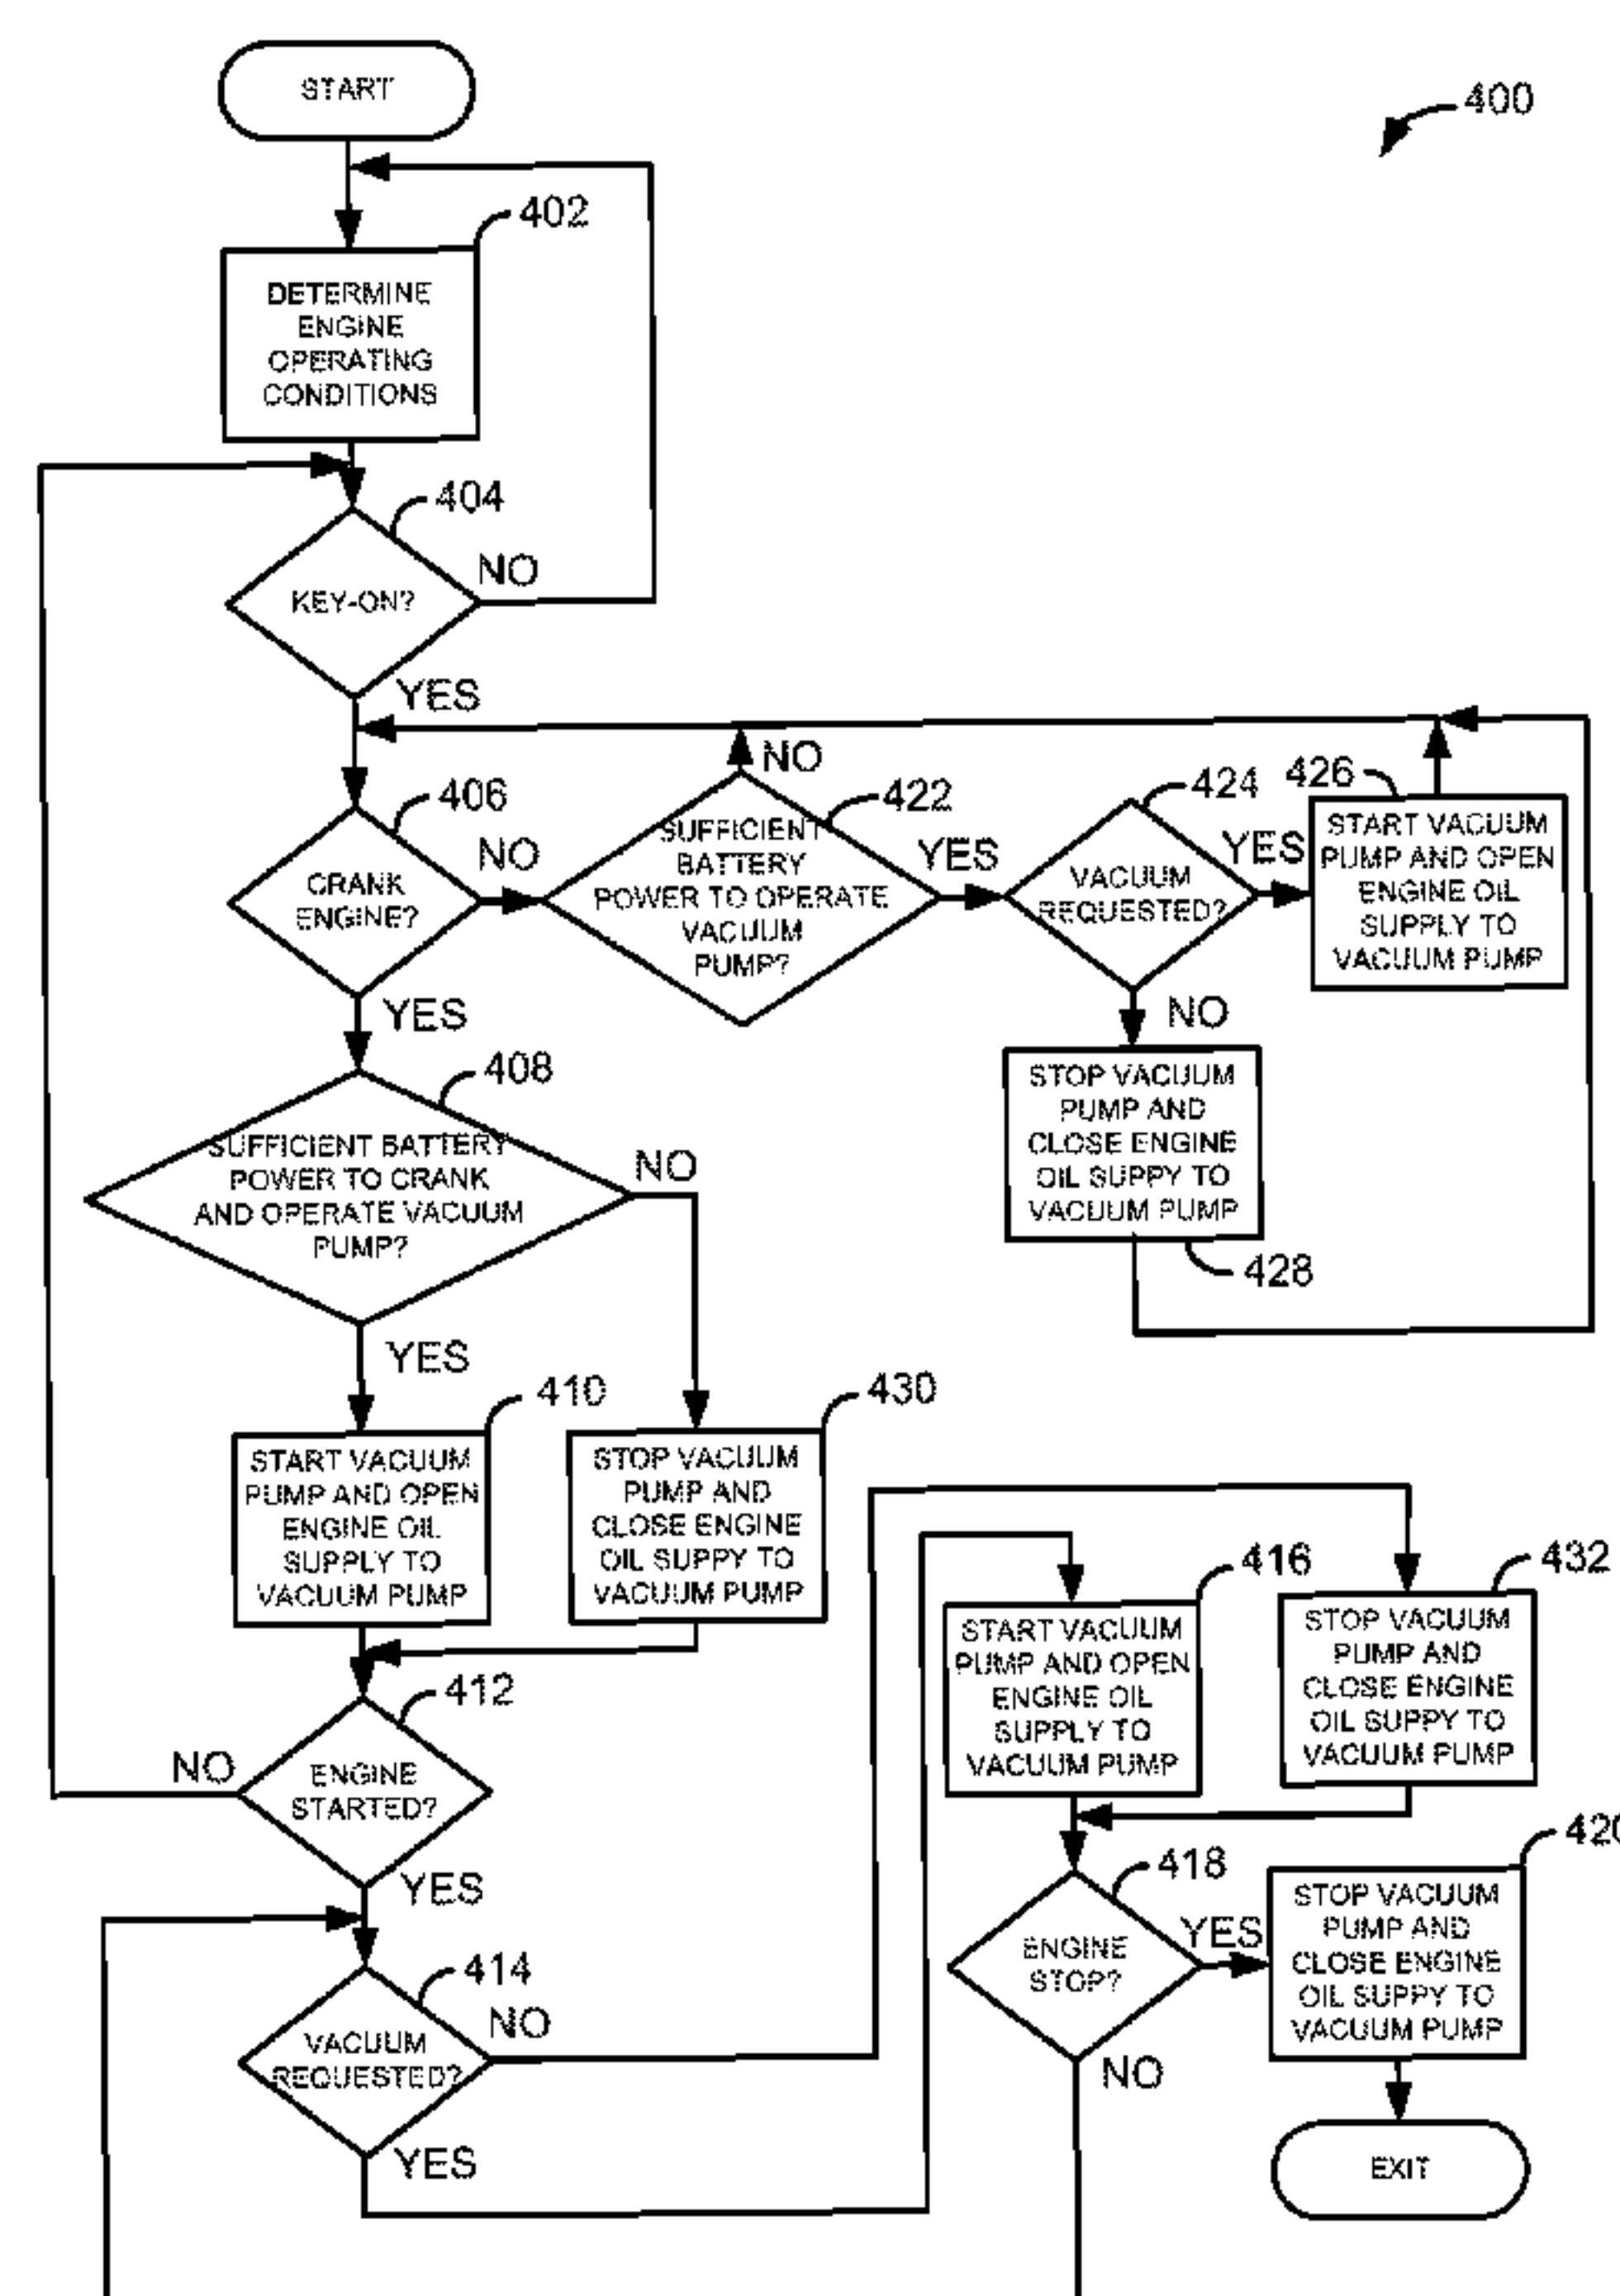 START
400
402
DETERMINE
ENGINE
OPERATING
CONDITIONS
404
NO
KEY-ON?
YES
NO
406
422
424
426
NO
CRANK
ENGINE?
SUFFICIENT
BATTERY
POWER TO OPERATE
VACUUM
PUMP?
YES
VACUUM
REQUESTED?
YES
START VACUUM
PUMP AND OPEN
ENGINE OIL
SUPPLY TO
VACUUM PUMP
YES
NO
408
STOP VACUUM
PUMP AND
CLOSE ENGINE
OIL SUPPY TO
VACUUM PUMP
428
SUFFICIENT BATTERY
POWER TO CRANK
AND OPERATE VACUUM
PUMP?
NO
YES
410
430
START VACUUM
PUMP AND OPEN
ENGINE OIL
SUPPLY TO
VACUUM PUMP
STOP VACUUM
PUMP AND
CLOSE ENGINE
OIL SUPPY TO
VACUUM PUMP
416
432
START VACUUM
PUMP AND OPEN
ENGINE OIL
SUPPLY TO
VACUUM PUMP
STOP VACUUM
PUMP AND
CLOSE ENGINE
OIL SUPPY TO
VACUUM PUMP
412
NO
ENGINE
STARTED?
YES
418
420
ENGINE
STOP?
YES
STOP VACUUM
PUMP AND
CLOSE ENGINE
OIL SUPPY TO
VACUUM PUMP
414
NO
VACUUM
REQUESTED?
YES
NO
EXIT